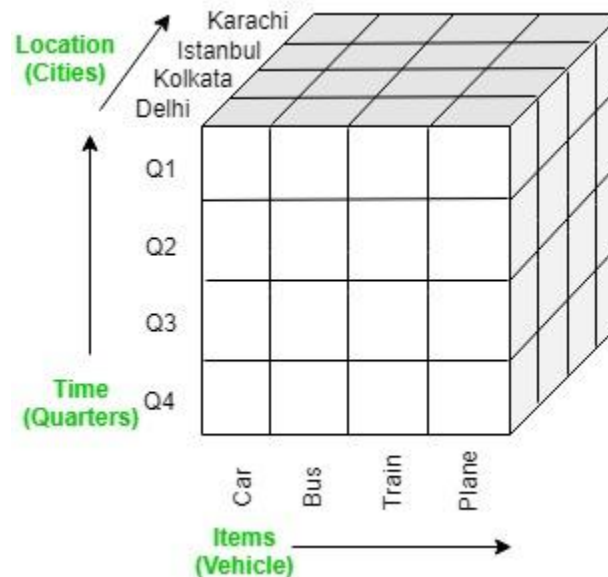 Karachi
Location
(Cities)
Istanbul
Kolkata
Delhi
Q1
Q2
Q3
Time
(Quarters)
Q4
Car
Bus
Train
Plane
Items
(Vehicle)